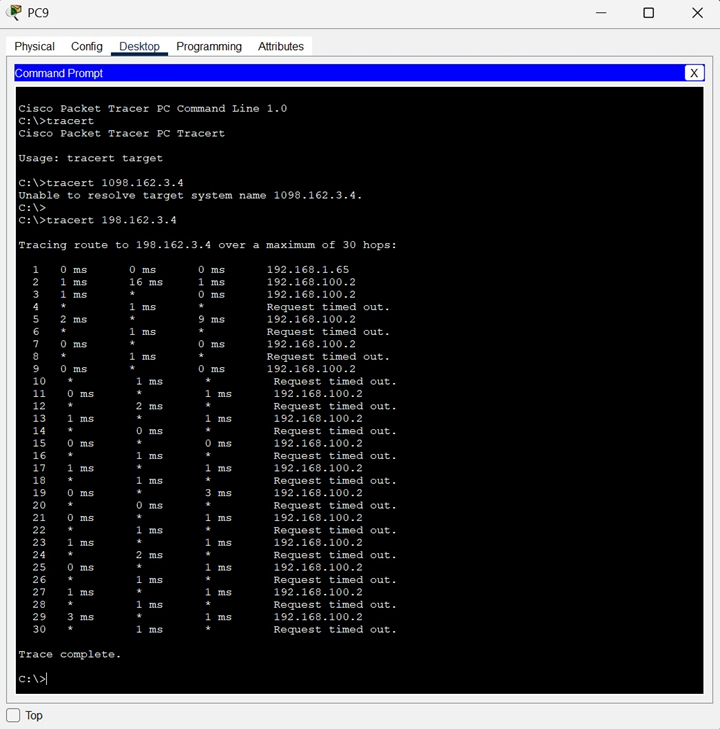 PC9
Physical Config Desktop Programming Attributes
Command Prompt X
Cisco Packet Tracer PC Command Line 1.0
C:\>tracert
Cisco Packet Tracer PC Tracert
Usage: tracert target
C:\>tracert 1098.162.3.4
Unable to resolve target system name 1098.162.3.4.
C:\>
C:\>tracert 198.162.3.4
Tracing route to 198.162.3.4 over a maximum of 30 hops:
1 0 ms 0 ms 0 ms 192.168.1.65
2 1 ms 16 ms 1 ms 192.168.100.2
3 1 ms * 0 ms 192.168.100.2
4 * 1 ms * Request timed out.
5 2 ms * 9 ms 192.168.100.2
6 * 1 ms * Request timed out.
7 0 ms * 0 ms 192.168.100.2
8 * 1 ms * Request timed out.
9 0 ms * 0 ms 192.168.100.2
10 * 1 ms * Request timed out.
11 0 ms * 1 ms 192.168.100.2
12 * 2 ms * Request timed out.
13 1 ms * 1 ms 192.168.100.2
14 * 0 ms * Request timed out.
15 0 ms * 0 ms 192.168.100.2
16 * 1 ms * Request timed out.
17 1 ms * 1 ms 192.168.100.2
18 * 1 ms * Request timed out.
19 0 ms * 3 ms 192.168.100.2
20 * 0 ms * Request timed out.
21 0 ms * 1 ms 192.168.100.2
22 * 1 ms * Request timed out.
23 1 ms * 1 ms 192.168.100.2
24 * 2 ms * Request timed out.
25 0 ms * 1 ms 192.168.100.2
26 * 1 ms * Request timed out.
27 1 ms * 1 ms 192.168.100.2
28 * 1 ms * Request timed out.
29 3 ms * 1 ms 192.168.100.2
30 * 1 ms * Request timed out.
Trace complete.
C:\>
Top